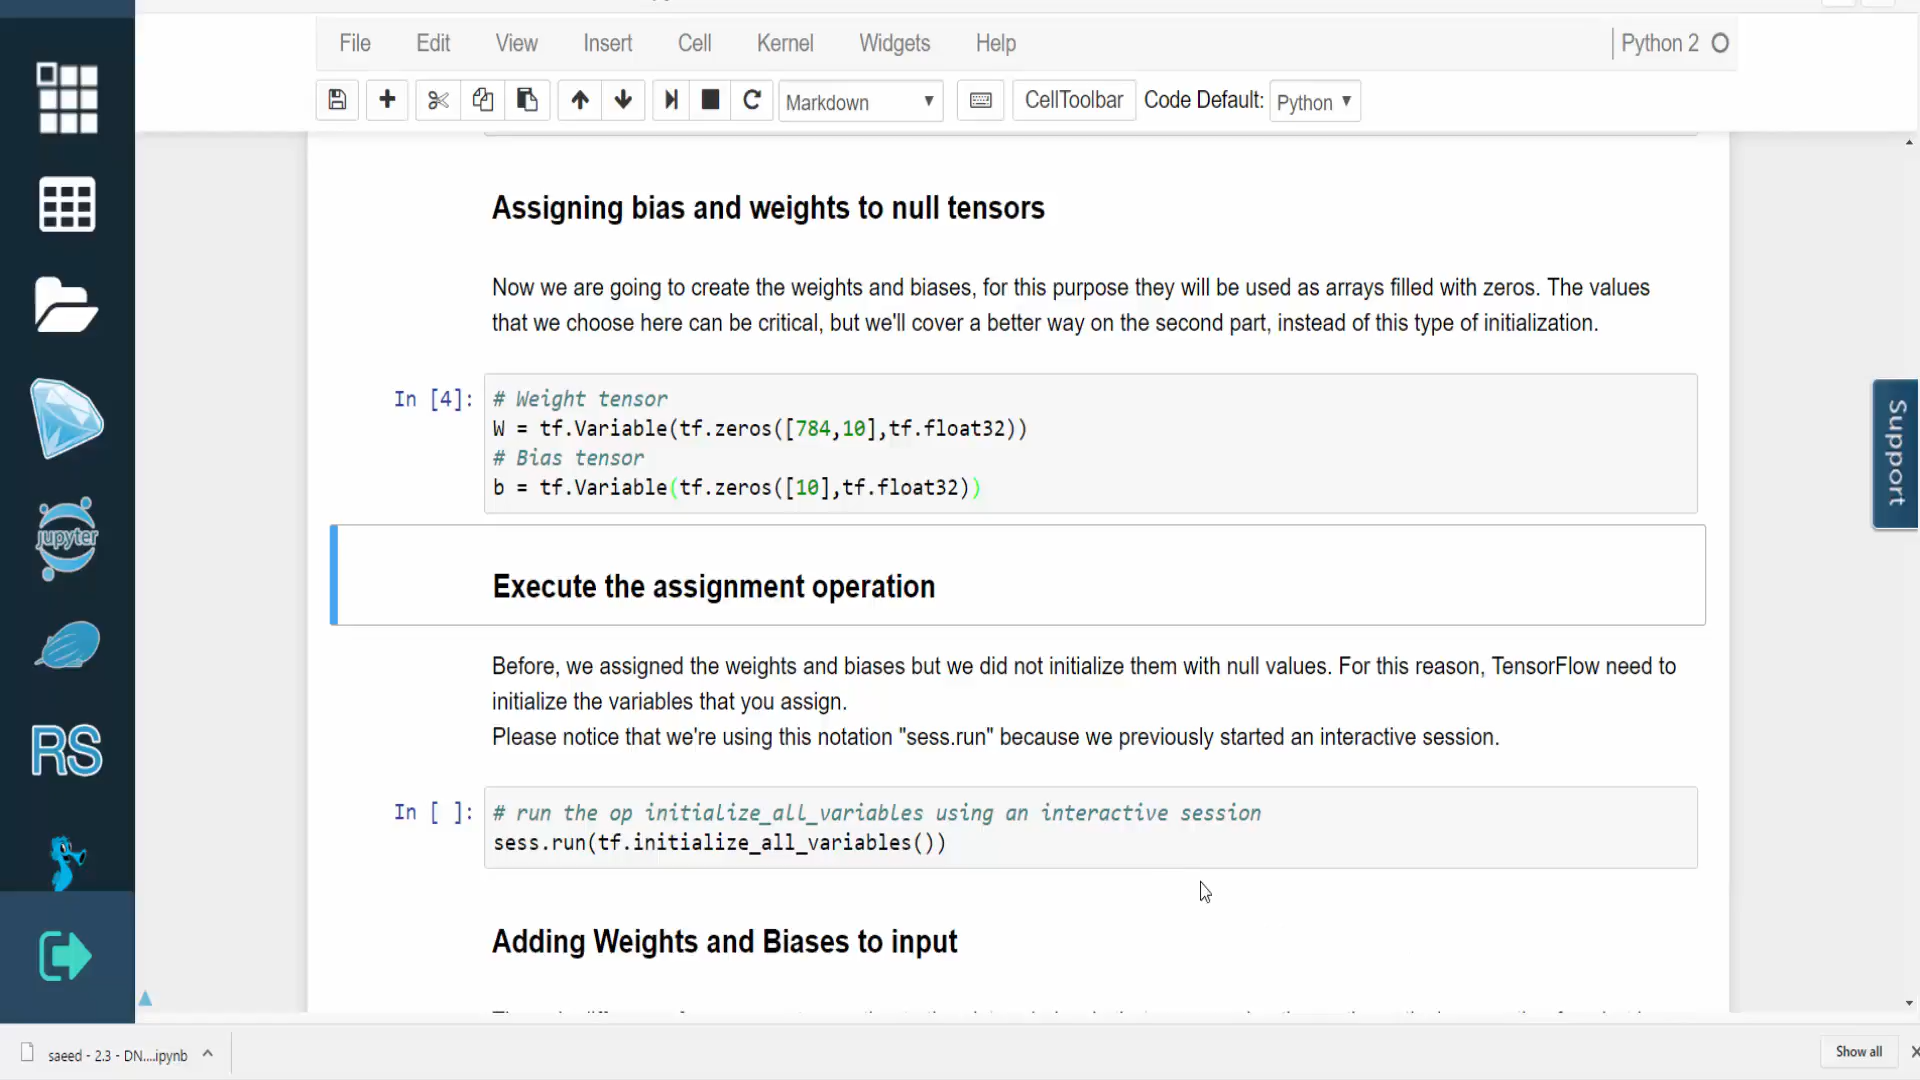 File Edit View Insert Cell Kernel Widgets Help
Python 2
Markdown
CellToolbar
Code Default:
Python
Assigning bias and weights to null tensors
Now we are going to create the weights and biases, for this purpose they will be used as arrays filled with zeros. The values
that we choose here can be critical, but we'll cover a better way on the second part, instead of this type of initialization.
In [4]:
# Weight tensor
W = tf.Variable(tf.zeros([784,10],tf.float32))
# Bias tensor
b = tf.Variable(tf.zeros([10],tf.float32))
Execute the assignment operation
Before, we assigned the weights and biases but we did not initialize them with null values. For this reason, TensorFlow need to
initialize the variables that you assign.
Please notice that we're using this notation "sess.run" because we previously started an interactive session.
In [ ]:
# run the op initialize_all_variables using an interactive session
sess.run(tf.initialize_all_variables())
Adding Weights and Biases to input
jupyter
RS
Support
saeed - 2.3 - DN....ipynb
Show all